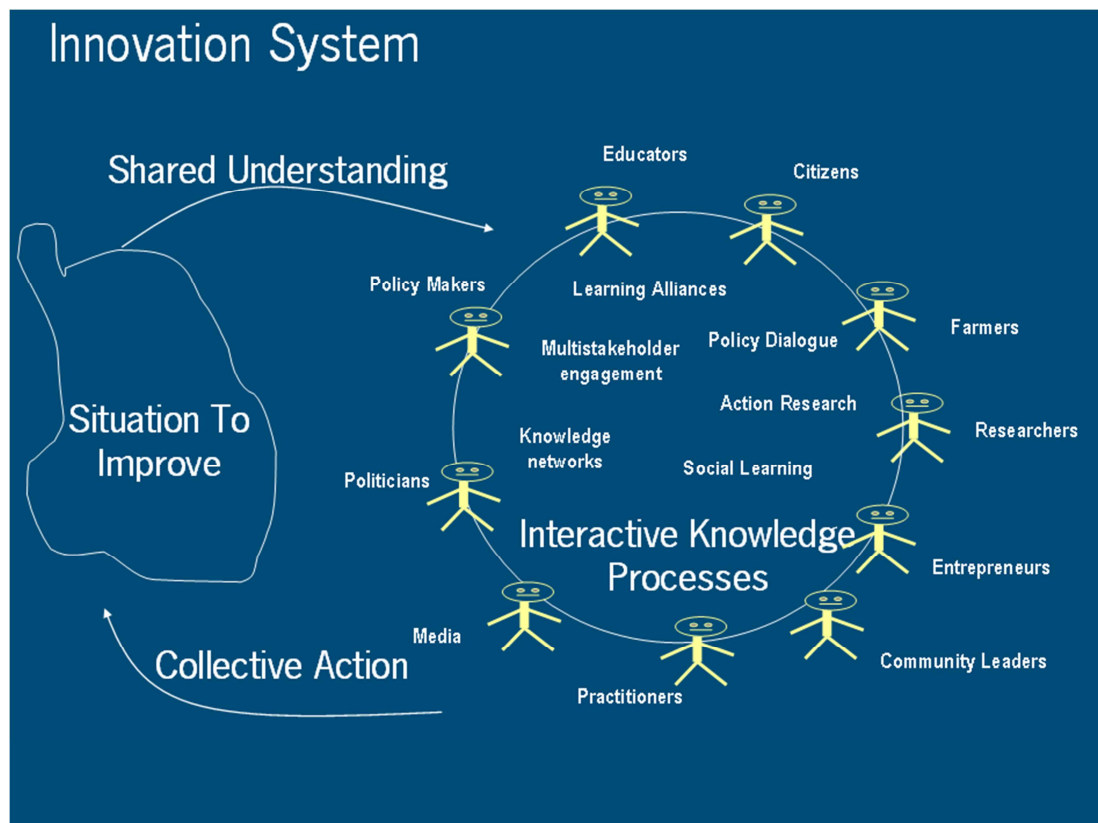 Innovation System
Shared Understanding
Educators
Citizens
Policy Makers
Learning Alliances
Farmers
Policy Dialogue
Multistakeholder
engagement
Action Research
Researchers
Situation To
Improve
Knowledge
networks
Social Learning
Politicians
Interactive Knowledge
Processes
Entrepreneurs
Media
Community Leaders
Collective Action
Practitioners